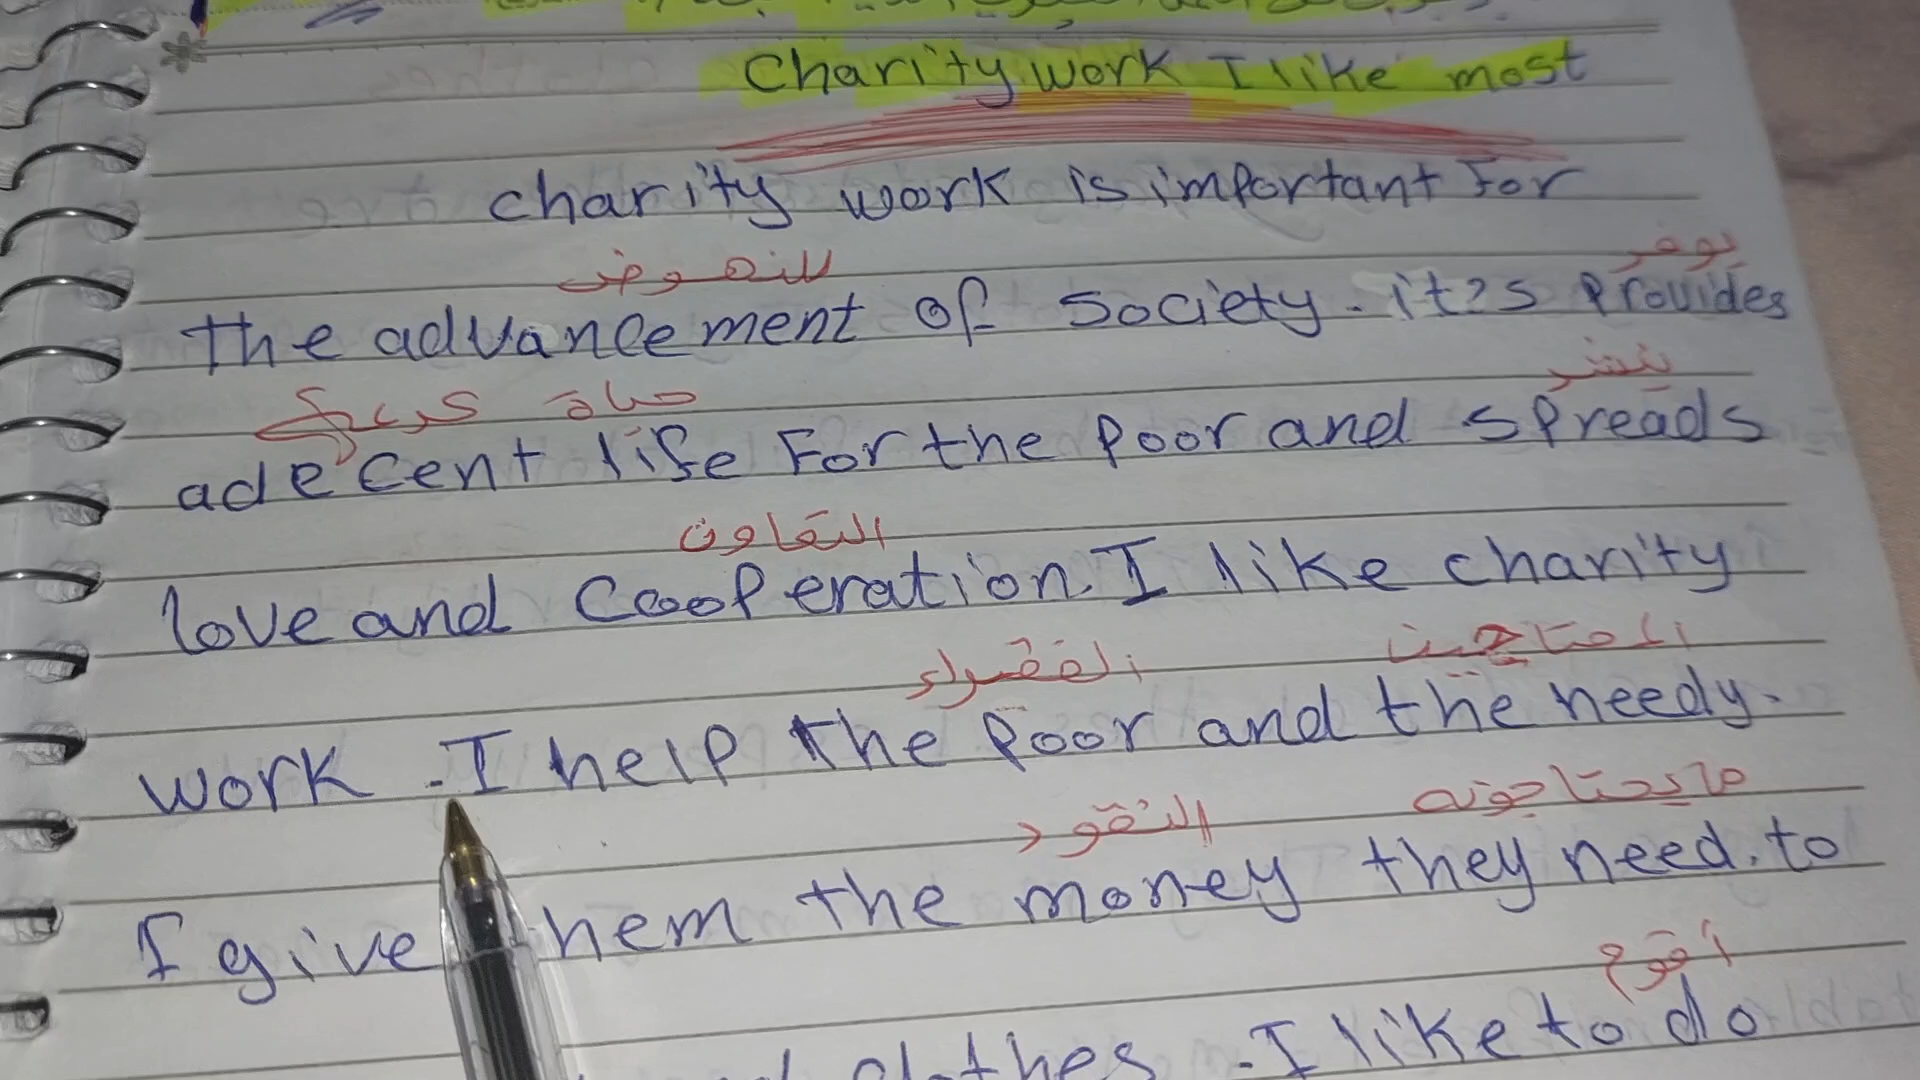 Charity work I like most
charity work is important For
للنهوض
يوفر
the advancement of Society. it's provides
ينشر
حياة كريمة
a decent life For the Poor and spreads
التعاون
love and Cooperation. I like charity
الفقراء
المحتاجين
work. I help the Poor and the needy.
النقود
مايحتاجونه
I give them the money they need. to
أقوم
clothes. I like to do